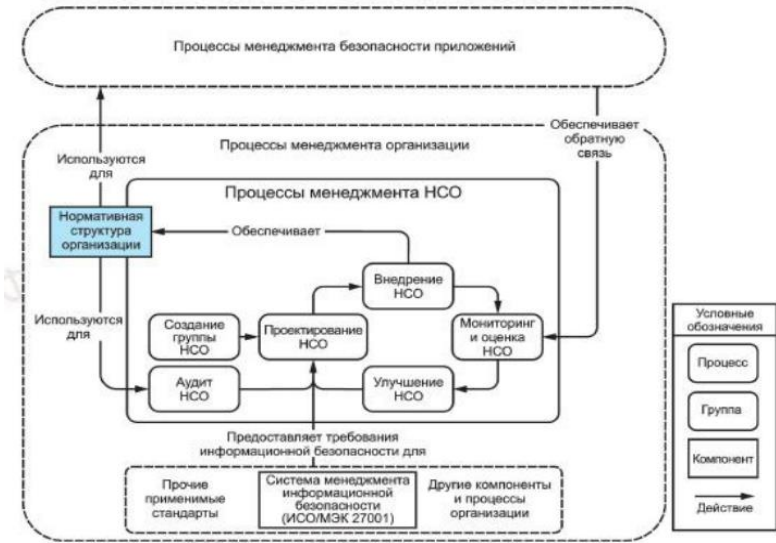 Процессы менеджмента безопасности приложений
Используются
для
Процессы менеджмента организации
Обеспечивает
обратную
связь
Процессы менеджмента НСО
Нормативная
структура
организации
Обеспечивает
Внедрение
НСО
Используются
для
Создание
группы
НСО
Проектирование
НСО
Мониторинг
и оценка
НСО
Аудит
НСО
Улучшение
НСО
Предоставляет требования
информационной безопасности для
Прочие
применимые
стандарты
Система менеджмента
информационной
безопасности
(ИСО/МЭК 27001)
Другие компоненты
и процессы
организации
Условные
обозначения
Процесс
Группа
Компонент
Действие